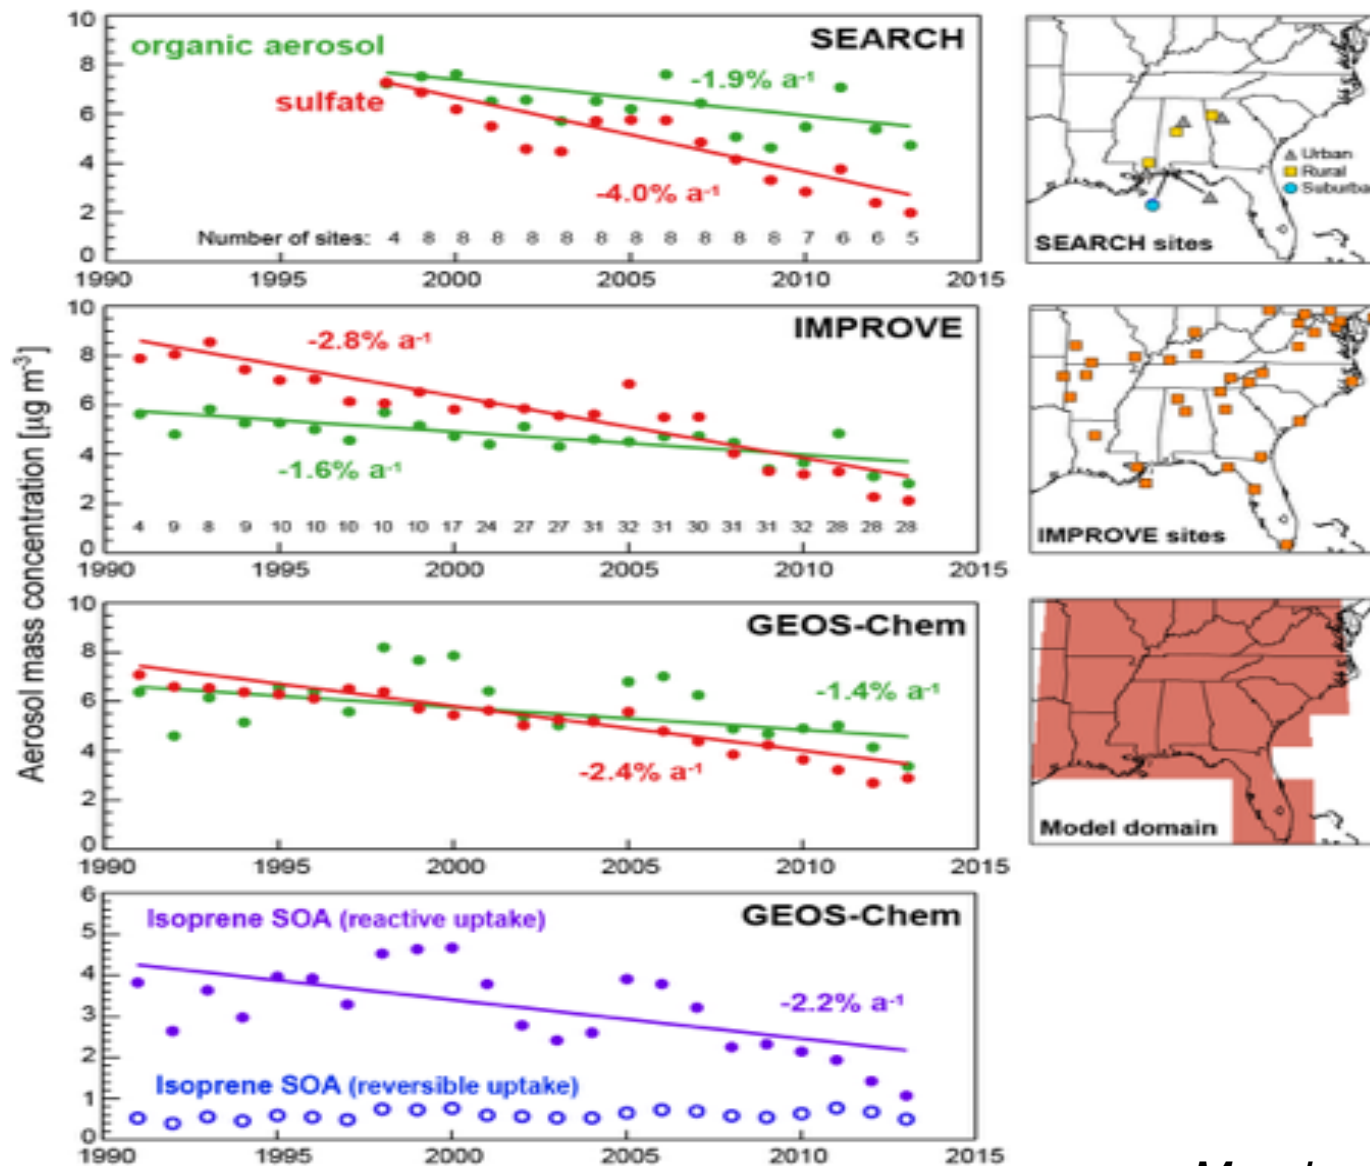 10
8
6
4
2
0
organic aerosol
sulfate
SEARCH
-1.9% a⁻¹
-4.0% a⁻¹
Number of sites: 4 8 8 8 8 8 8 8 8 8 8 8 7 6 6 5
1990 1995 2000 2005 2010 2015
Urban
Rural
Suburba
SEARCH sites
Aerosol mass concentration [μg m⁻³]
10
8
6
4
2
0
IMPROVE
-2.8% a⁻¹
-1.6% a⁻¹
4 9 8 9 10 10 10 10 10 17 24 27 27 31 32 31 30 31 31 32 28 28 28
1990 1995 2000 2005 2010 2015
IMPROVE sites
10
8
6
4
2
0
GEOS-Chem
-1.4% a⁻¹
-2.4% a⁻¹
1990 1995 2000 2005 2010 2015
Model domain
6
5
4
3
2
1
0
Isoprene SOA (reactive uptake)
GEOS-Chem
-2.2% a⁻¹
Isoprene SOA (reversible uptake)
1990 1995 2000 2005 2010 2015